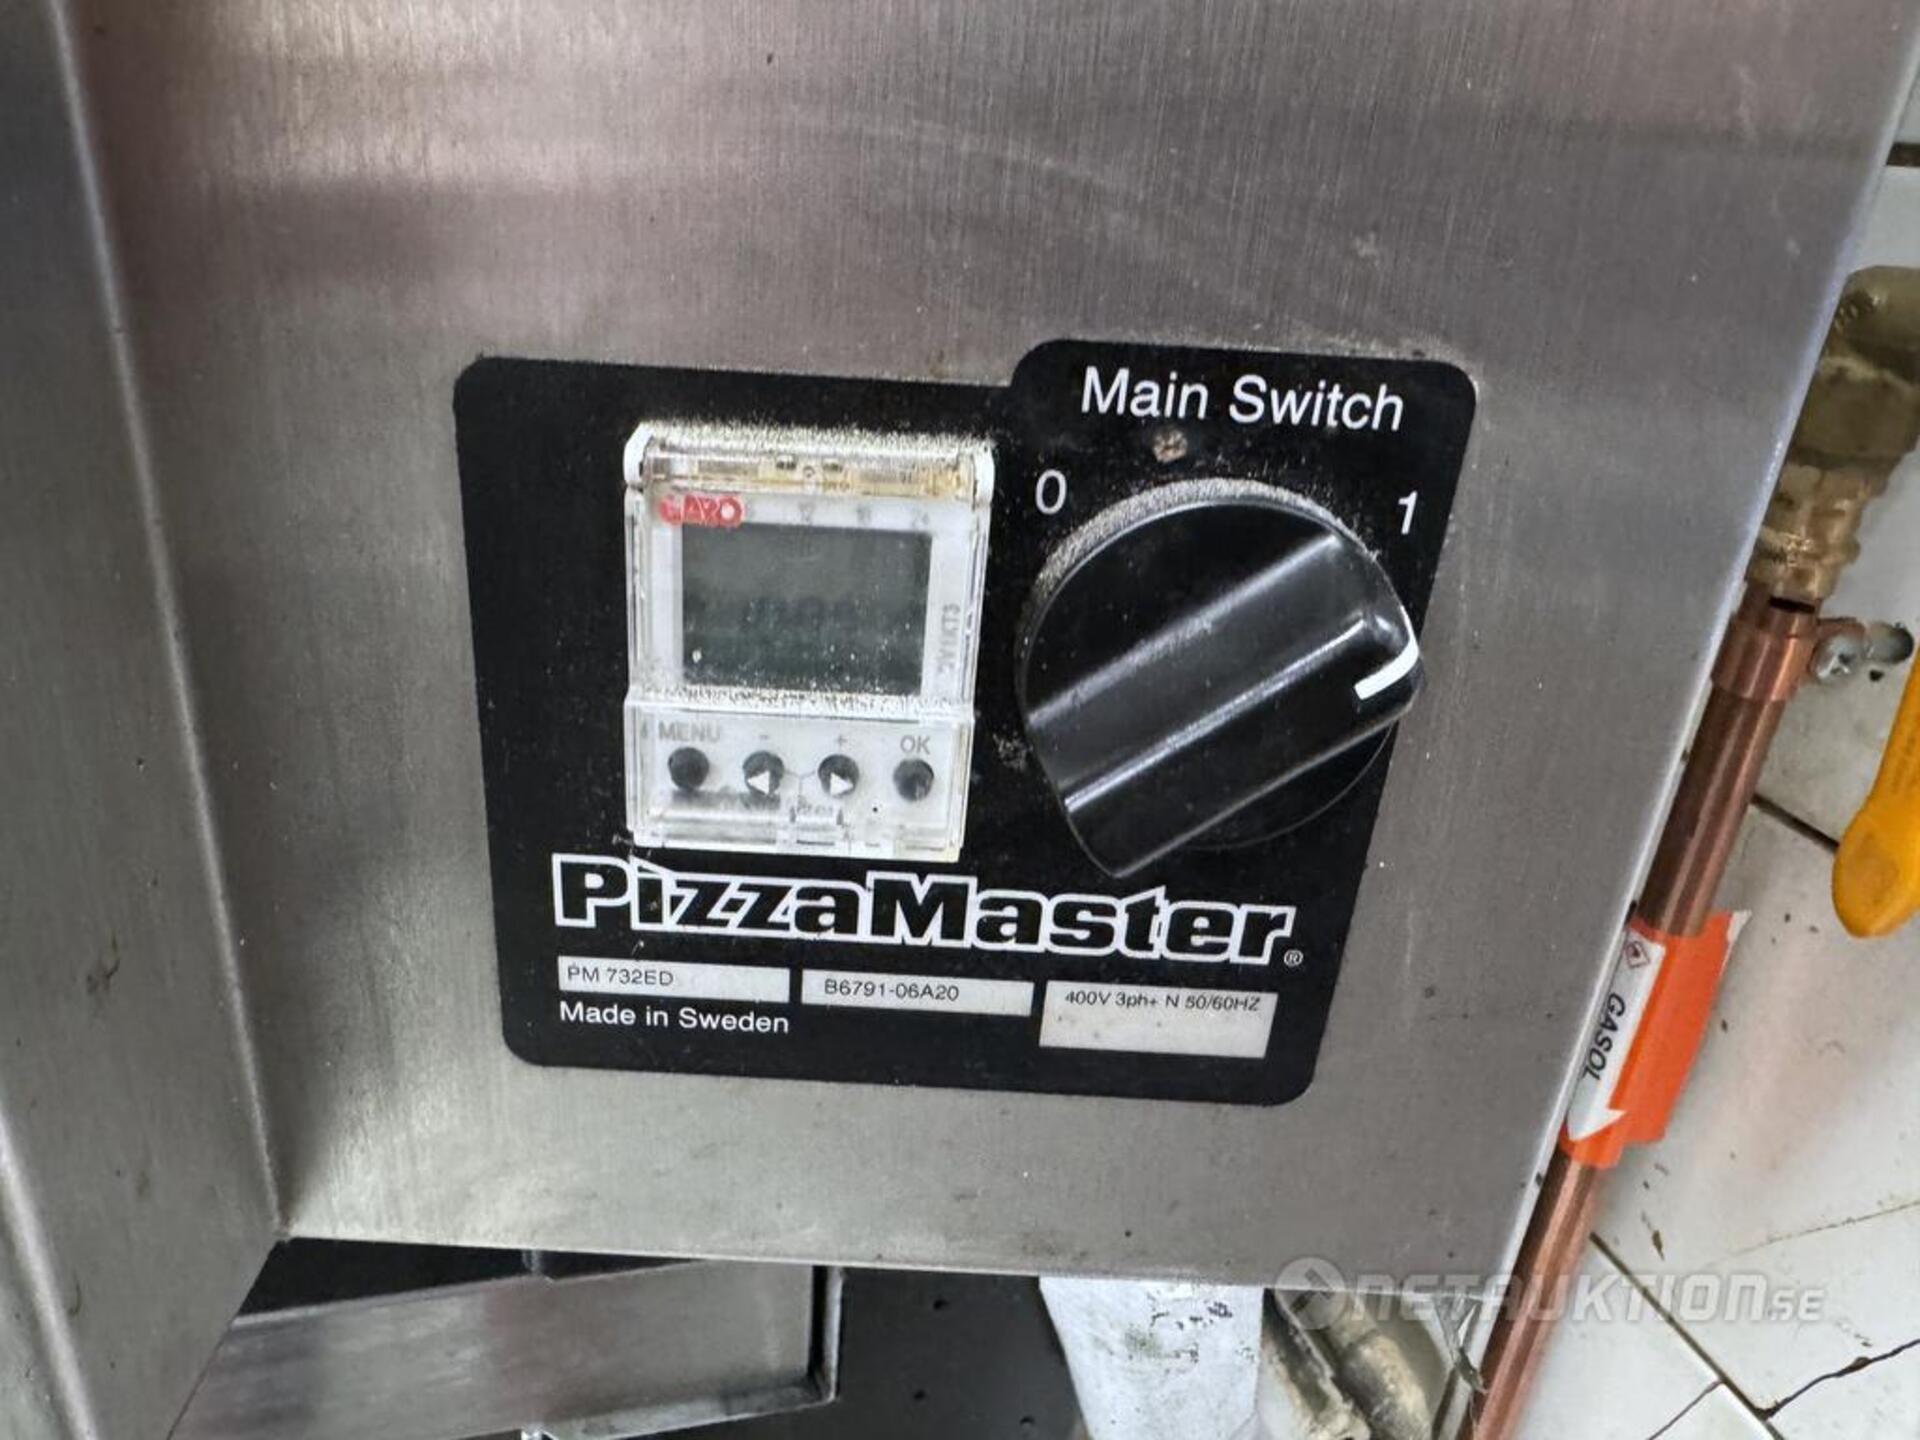 Main Switch
0 1
MENU - + OK
PizzaMaster®
PM 732ED
B6791-06A20
400V 3ph+ N 50/60HZ
Made in Sweden
GASOL
NETAUKTION.SE